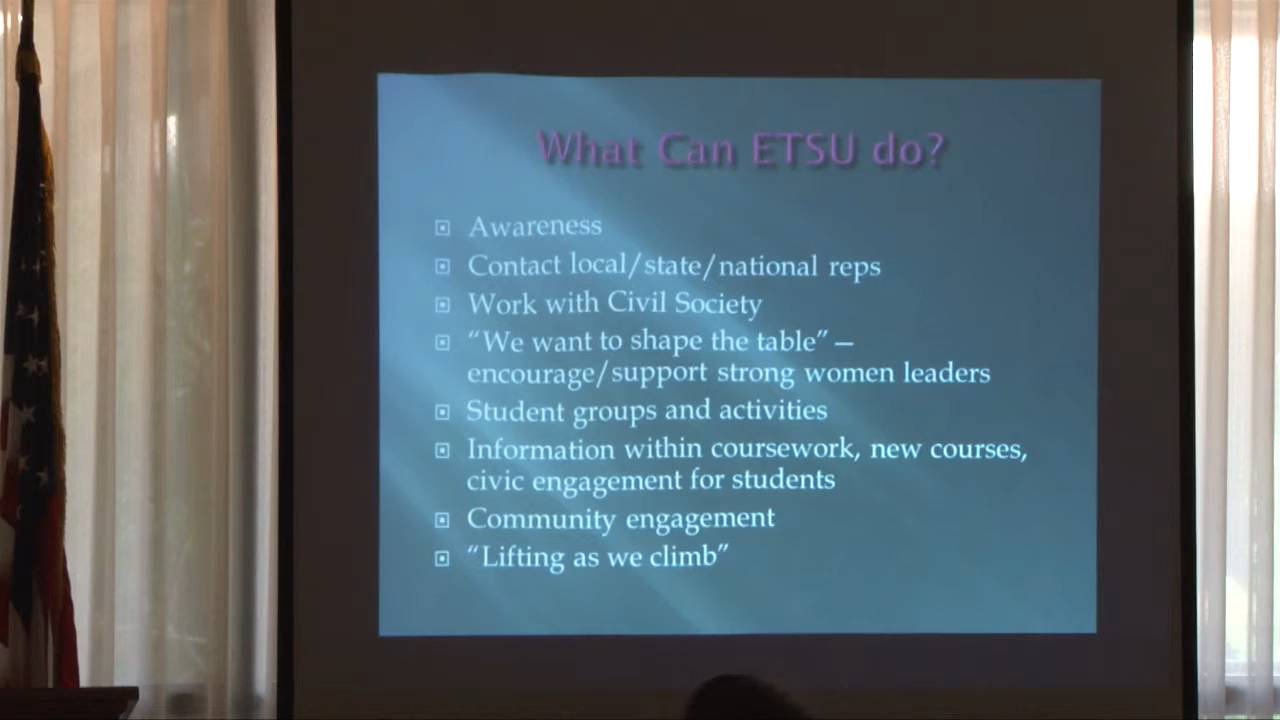 What Can ETSU do?
Awareness
Contact local/state/national reps
Work with Civil Society
“We want to shape the table” –
encourage/support strong women leaders
Student groups and activities
Information within coursework, new courses,
civic engagement for students
Community engagement
“Lifting as we climb”